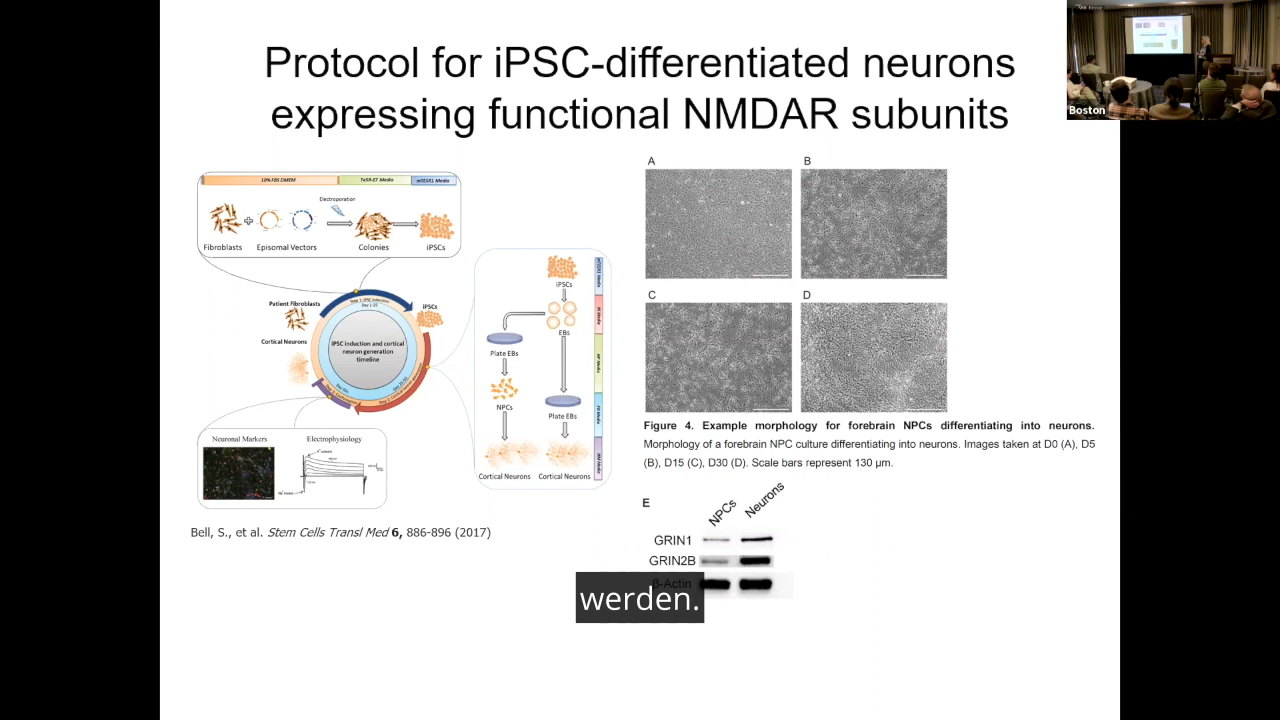 Protocol for iPSC-differentiated neurons
expressing functional NMDAR subunits
Boston
10% FBS DMEM
TeSR-E7 Media
mTESR1 Media
Electroporation
Fibroblasts
Episomal Vectors
Colonies
iPSCs
Patient Fibroblasts
iPSCs
Cortical Neurons
iPSC induction and cortical
neuron generation
timeline
Neuronal Markers
Electrophysiology
iPSCs
EBs
Plate EBs
NPCs
Plate EBs
Cortical Neurons
Cortical Neurons
Bell, S., et al. Stem Cells Transl Med 6, 886-896 (2017)
A
B
C
D
Figure 4. Example morphology for forebrain NPCs differentiating into neurons.
Morphology of a forebrain NPC culture differentiating into neurons. Images taken at D0 (A), D5
(B), D15 (C), D30 (D). Scale bars represent 130 µm.
E
NPCs
Neurons
GRIN1
GRIN2B
β-Actin
werden.